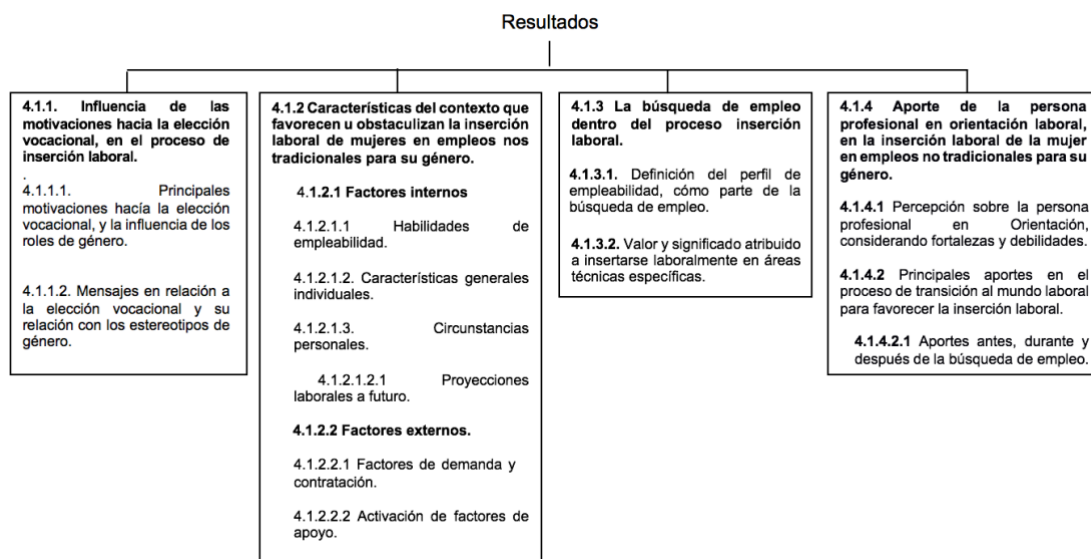 Resultados
4.1.1. Influencia de las
motivaciones hacia la elección
vocacional, en el proceso de
inserción laboral.
.
4.1.1.1. Principales
motivaciones hacía la elección
vocacional, y la influencia de los
roles de género.
4.1.1.2. Mensajes en relación a
la elección vocacional y su
relación con los estereotipos de
género.
4.1.2 Características del contexto que
favorecen u obstaculizan la inserción
laboral de mujeres en empleos nos
tradicionales para su género.
4.1.2.1 Factores internos
4.1.2.1.1 Habilidades de
empleabilidad.
4.1.2.1.2. Características generales
individuales.
4.1.2.1.3. Circunstancias
personales.
4.1.2.1.2.1 Proyecciones
laborales a futuro.
4.1.2.2 Factores externos.
4.1.2.2.1 Factores de demanda y
contratación.
4.1.2.2.2 Activación de factores de
apoyo.
4.1.3 La búsqueda de empleo
dentro del proceso inserción
laboral.
4.1.3.1. Definición del perfil de
empleabilidad, cómo parte de la
búsqueda de empleo.
4.1.3.2. Valor y significado atribuido
a insertarse laboralmente en áreas
técnicas específicas.
4.1.4 Aporte de la persona
profesional en orientación laboral,
en la inserción laboral de la mujer
en empleos no tradicionales para su
género.
4.1.4.1 Percepción sobre la persona
profesional en Orientación,
considerando fortalezas y debilidades.
4.1.4.2 Principales aportes en el
proceso de transición al mundo laboral
para favorecer la inserción laboral.
4.1.4.2.1 Aportes antes, durante y
después de la búsqueda de empleo.